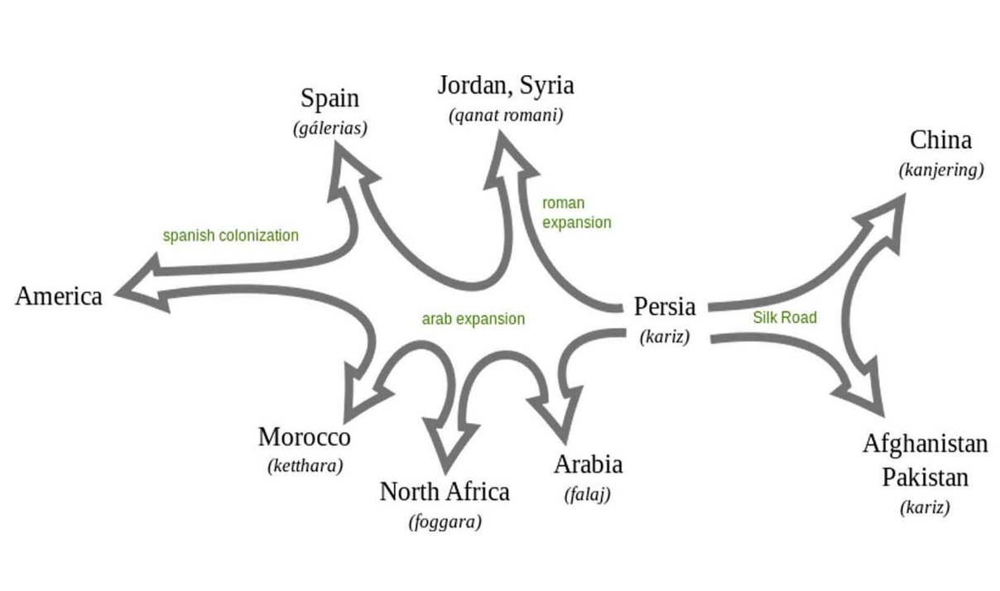 Jordan, Syria
(qanat romani)
Spain
(gálerias)
China
(kanjering)
roman
expansion
spanish colonization
America
arab expansion
Persia
(kariz)
Silk Road
Morocco
(ketthara)
North Africa
(foggara)
Arabia
(falaj)
Afghanistan
Pakistan
(kariz)